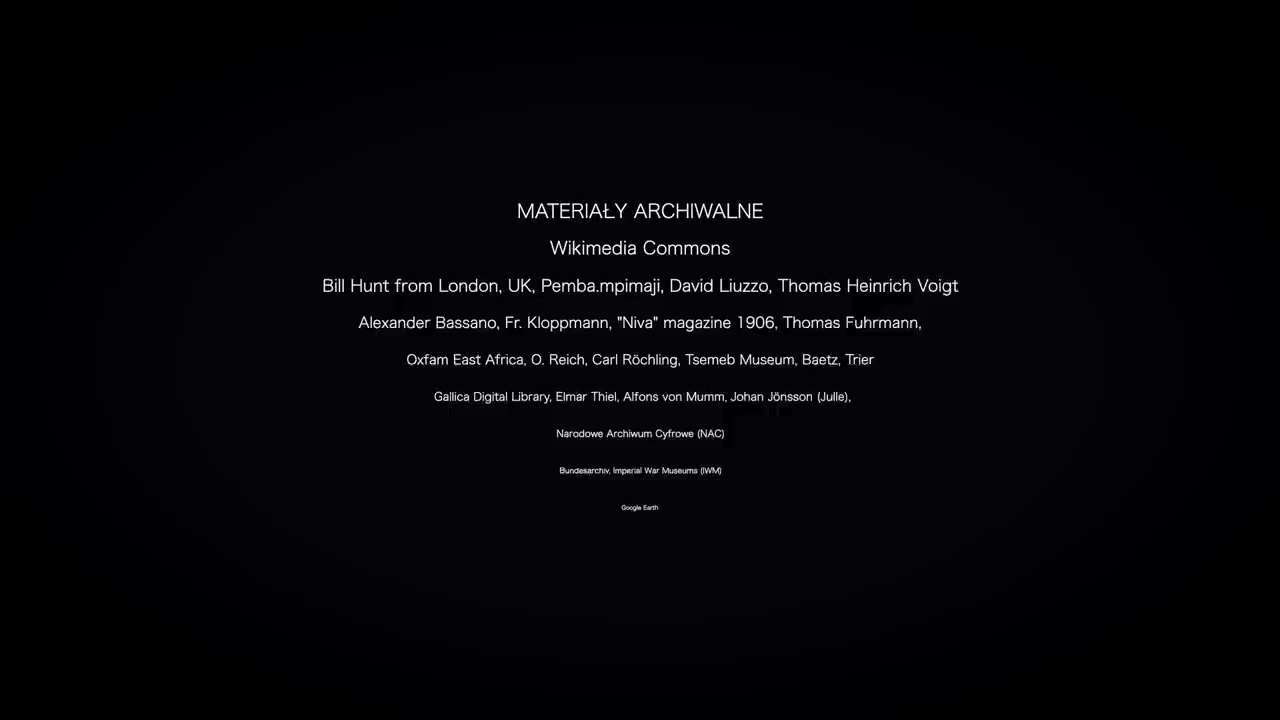 MATERIAŁY ARCHIWALNE
Wikimedia Commons
Bill Hunt from London, UK, Pemba.mpimaji, David Liuzzo, Thomas Heinrich Voigt
Alexander Bassano, Fr. Kloppmann, "Niva" magazine 1906, Thomas Fuhrmann,
Oxfam East Africa, O. Reich, Carl Röchling, Tsemeb Museum, Baetz, Trier
Gallica Digital Library, Elmar Thiel, Alfons von Mumm, Johan Jönsson (Julle),
Narodowe Archiwum Cyfrowe (NAC)
Bundesarchiv, Imperial War Museums (IWM)
Google Earth